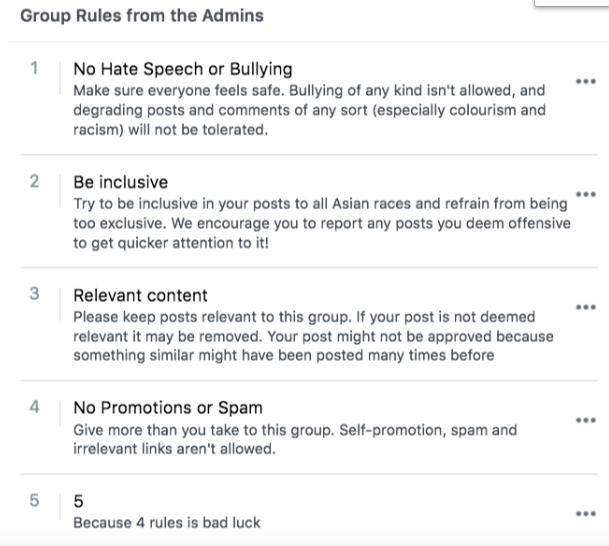 Group Rules from the Admins
1
No Hate Speech or Bullying
Make sure everyone feels safe. Bullying of any kind isn't allowed, and
degrading posts and comments of any sort (especially colourism and
racism) will not be tolerated.
2
Be inclusive
Try to be inclusive in your posts to all Asian races and refrain from being
too exclusive. We encourage you to report any posts you deem offensive
to get quicker attention to it!
3
Relevant content
Please keep posts relevant to this group. If your post is not deemed
relevant it may be removed. Your post might not be approved because
something similar might have been posted many times before
4
No Promotions or Spam
Give more than you take to this group. Self-promotion, spam and
irrelevant links aren't allowed.
5
5
Because 4 rules is bad luck